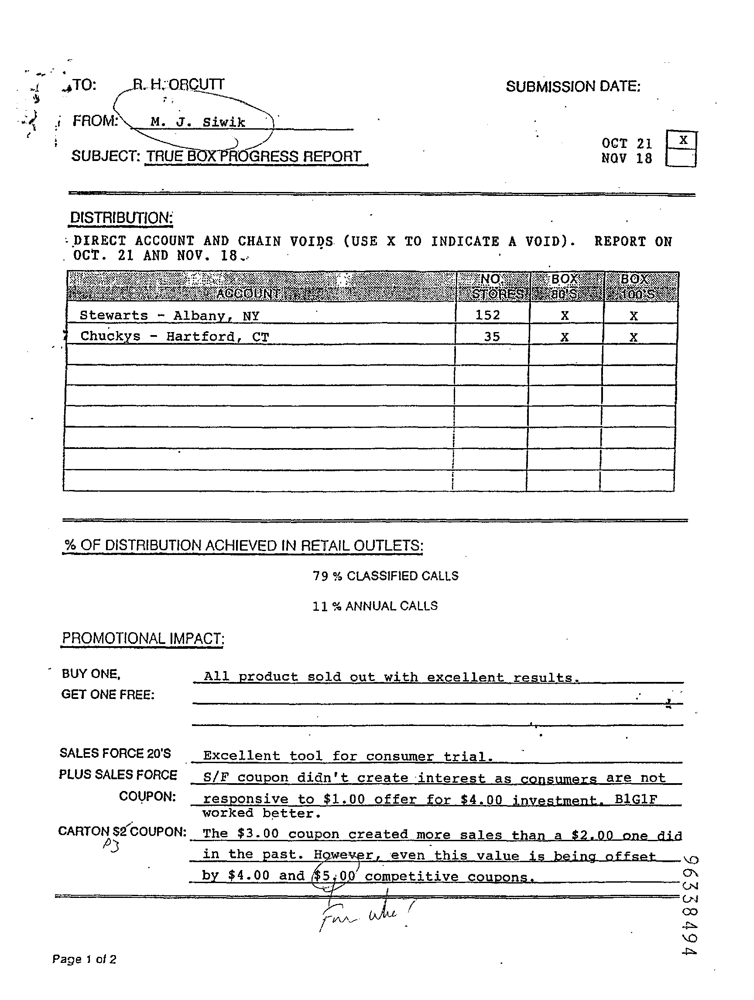 TO: R. H. ORCUTT
SUBMISSION DATE:
FROM: M. J. Siwik
OCT 21 X
SUBJECT: TRUE BOX PROGRESS REPORT
NOV 18
DISTRIBUTION:
DIRECT ACCOUNT AND CHAIN VOIDS (USE X TO INDICATE A VOID). REPORT ON
OCT. 21 AND NOV. 18.
ACCOUNT NO. STORES BOX 80'S BOX 100'S
Stewarts - Albany, NY 152 X X
Chuckys - Hartford, CT 35 X X
% OF DISTRIBUTION ACHIEVED IN RETAIL OUTLETS:
79 % CLASSIFIED CALLS
11 % ANNUAL CALLS
PROMOTIONAL IMPACT:
BUY ONE, All product sold out with excellent results.
GET ONE FREE:
SALES FORCE 20'S Excellent tool for consumer trial.
PLUS SALES FORCE S/F coupon didn't create interest as consumers are not
COUPON: responsive to $1.00 offer for $4.00 investment. B1G1F
worked better.
CARTON $2 COUPON: The $3.00 coupon created more sales than a $2.00 one did
in the past. However, even this value is being offset
by $4.00 and $5.00 competitive coupons.
96338494
Page 1 of 2